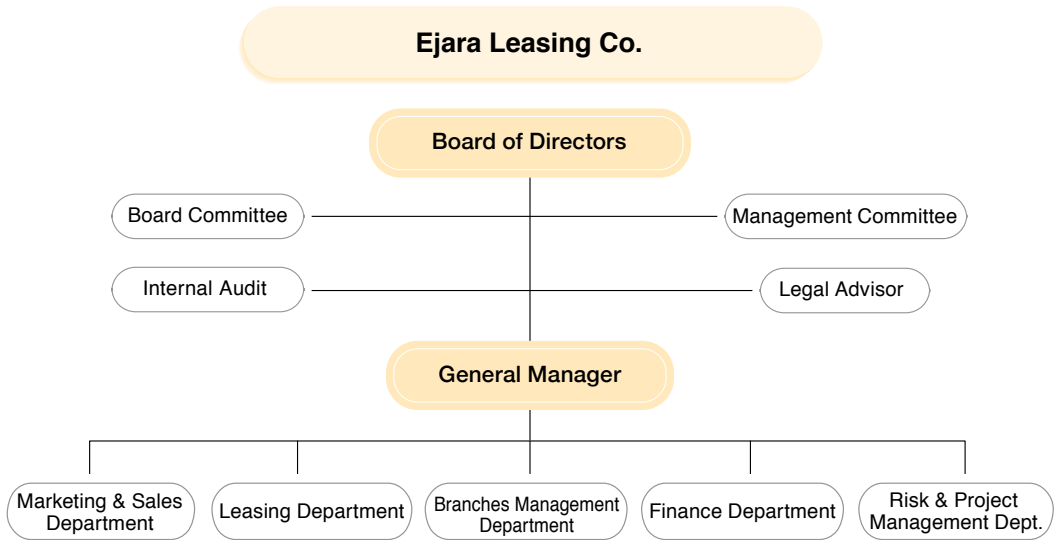 Ejara Leasing Co.
Board of Directors
Board Committee
Management Committee
Internal Audit
Legal Advisor
General Manager
Marketing & Sales
Department
Leasing Department
Branches Management
Department
Finance Department
Risk & Project
Management Dept.